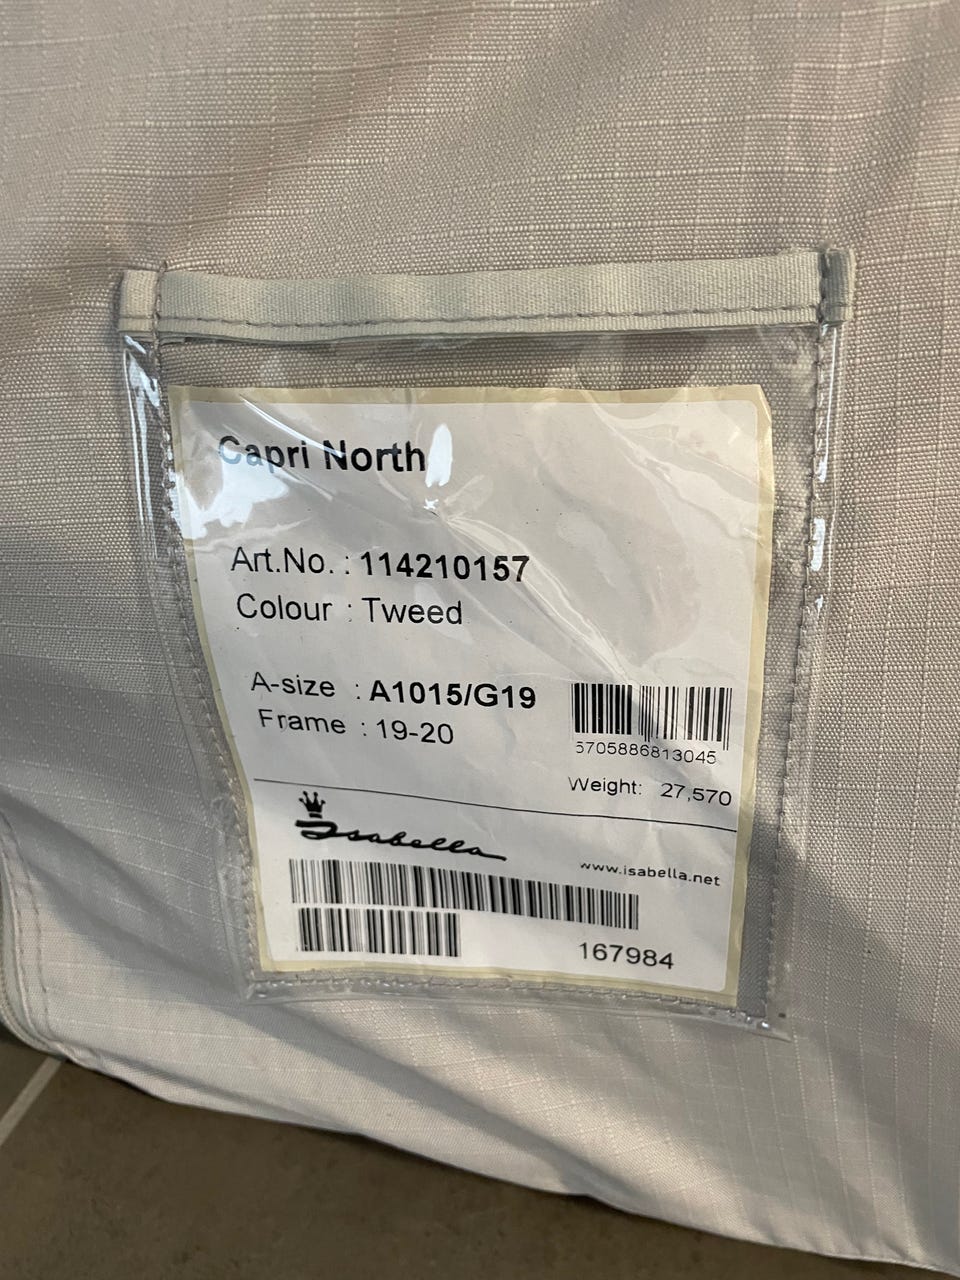 Capri North
Art.No. : 114210157
Colour : Tweed
A-size : A1015/G19
Frame : 19-20
5705886813045
Weight: 27,570
Isabella
www.isabella.net
167984